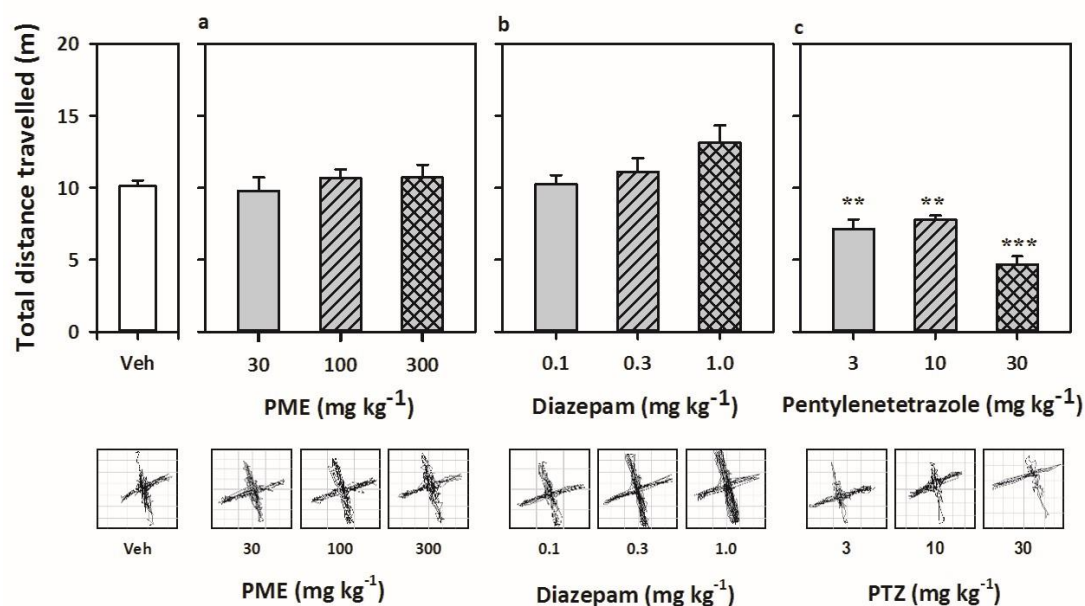 a
b
c
Total distance travelled (m)
20
15
10
5
0
**
**
***
Veh
30 100 300
0.1 0.3 1.0
3 10 30
PME (mg kg⁻¹)
Diazepam (mg kg⁻¹)
Pentylenetetrazole (mg kg⁻¹)
Veh
30 100 300
0.1 0.3 1.0
3 10 30
PME (mg kg⁻¹)
Diazepam (mg kg⁻¹)
PTZ (mg kg⁻¹)